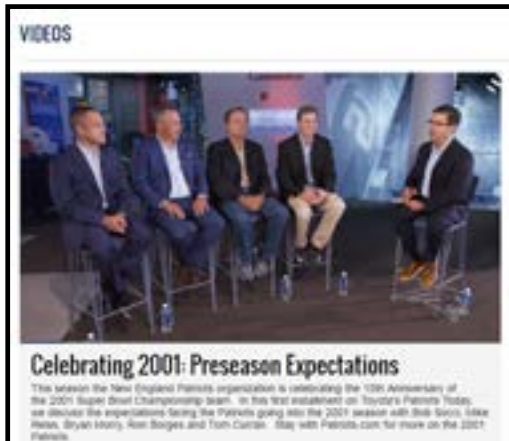 VIDEOS
Celebrating 2001: Preseason Expectations
This season the New England Patriots organization is celebrating the 15th Anniversary of
the 2001 Super Bowl Championship team. In this first installment on Toyota's Patriots Today,
we discuss the expectations facing the Patriots going into the 2001 season with Bob Socci, Mike
Reiss, Bryan Morry, Ron Borges and Tom Curran. Stay with Patriots.com for more on the 2001
Patriots.